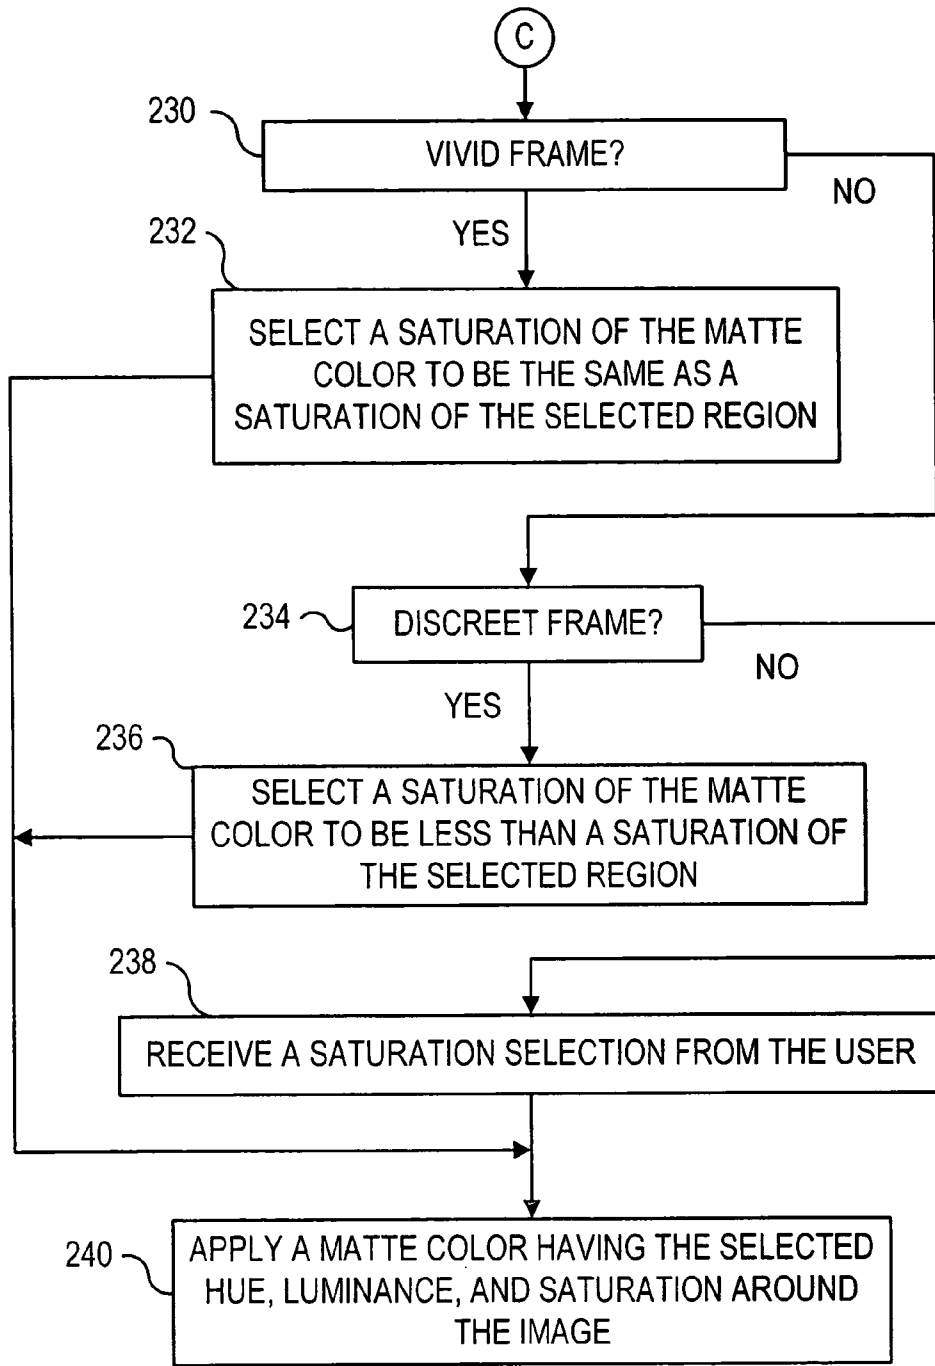 C
230
VIVID FRAME?
NO
YES
232
SELECT A SATURATION OF THE MATTE
COLOR TO BE THE SAME AS A
SATURATION OF THE SELECTED REGION
234
DISCREET FRAME?
NO
YES
236
SELECT A SATURATION OF THE MATTE
COLOR TO BE LESS THAN A SATURATION OF
THE SELECTED REGION
238
RECEIVE A SATURATION SELECTION FROM THE USER
240
APPLY A MATTE COLOR HAVING THE SELECTED
HUE, LUMINANCE, AND SATURATION AROUND
THE IMAGE